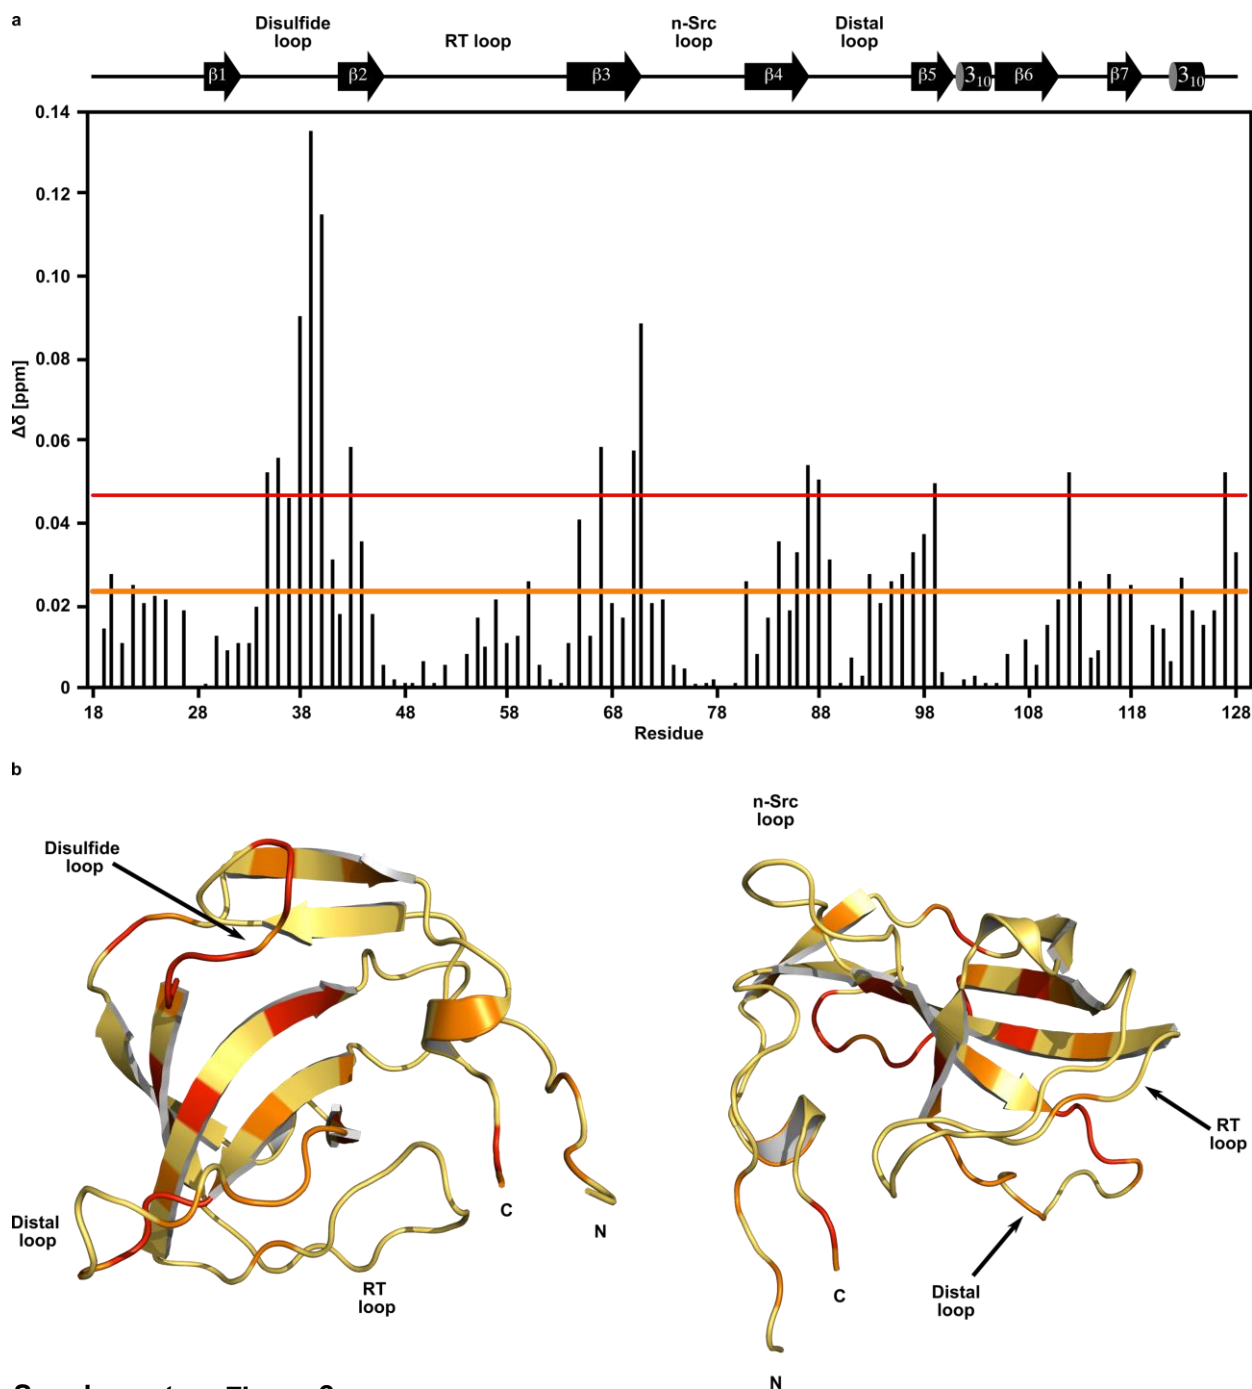 a
Disulfide
loop
RT loop
n-Src
loop
Distal
loop
β1
β2
β3
β4
β5
3₁₀
β6
β7
3₁₀
0.14
0.12
0.10
0.08
0.06
0.04
0.02
0
Δδ [ppm]
18
28
38
48
58
68
78
88
98
108
118
128
Residue
b
Disulfide
loop
n-Src
loop
Distal
loop
RT
loop
C
N
RT
loop
Distal
loop
C
N